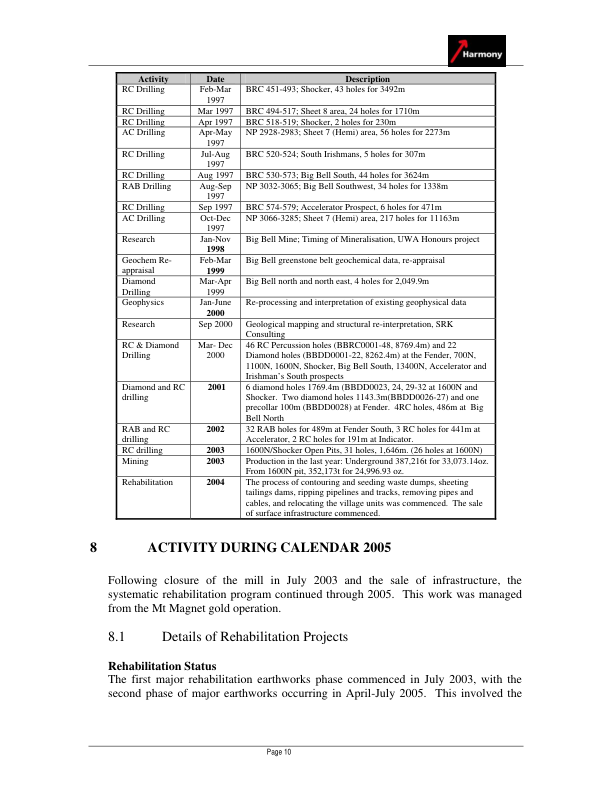 Harmony
Activity Date Description
RC Drilling Feb-Mar BRC 451-493; Shocker, 43 holes for 3492m
1997
RC Drilling Mar 1997 BRC 494-517; Sheet 8 area, 24 holes for 1710m
RC Drilling Apr 1997 BRC 518-519; Shocker, 2 holes for 230m
AC Drilling Apr-May NP 2928-2983; Sheet 7 (Hemi) area, 56 holes for 2273m
1997
RC Drilling Jul-Aug BRC 520-524; South Irishmans, 5 holes for 307m
1997
RC Drilling Aug 1997 BRC 530-573; Big Bell South, 44 holes for 3624m
RAB Drilling Aug-Sep NP 3032-3065; Big Bell Southwest, 34 holes for 1338m
1997
RC Drilling Sep 1997 BRC 574-579; Accelerator Prospect, 6 holes for 471m
AC Drilling Oct-Dec NP 3066-3285; Sheet 7 (Hemi) area, 217 holes for 11163m
1997
Research Jan-Nov Big Bell Mine; Timing of Mineralisation, UWA Honours project
1998
Geochem Re- Feb-Mar Big Bell greenstone belt geochemical data, re-appraisal
appraisal 1999
Diamond Mar-Apr Big Bell north and north east, 4 holes for 2,049.9m
Drilling 1999
Geophysics Jan-June Re-processing and interpretation of existing geophysical data
2000
Research Sep 2000 Geological mapping and structural re-interpretation, SRK
Consulting
RC & Diamond Mar- Dec 46 RC Percussion holes (BBRC0001-48, 8769.4m) and 22
Drilling 2000 Diamond holes (BBDD0001-22, 8262.4m) at the Fender, 700N,
1100N, 1600N, Shocker, Big Bell South, 13400N, Accelerator and
Irishman's South prospects
Diamond and RC 2001 6 diamond holes 1769.4m (BBDD0023, 24, 29-32 at 1600N and
drilling Shocker. Two diamond holes 1143.3m(BBDD0026-27) and one
precollar 100m (BBDD0028) at Fender. 4RC holes, 486m at Big
Bell North
RAB and RC 2002 32 RAB holes for 489m at Fender South, 3 RC holes for 441m at
drilling Accelerator, 2 RC holes for 191m at Indicator.
RC drilling 2003 1600N/Shocker Open Pits, 31 holes, 1,646m. (26 holes at 1600N)
Mining 2003 Production in the last year: Underground 387,216t for 33,073.14oz.
From 1600N pit, 352,173t for 24,996.93 oz.
Rehabilitation 2004 The process of contouring and seeding waste dumps, sheeting
tailings dams, ripping pipelines and tracks, removing pipes and
cables, and relocating the village units was commenced. The sale
of surface infrastructure commenced.
8 ACTIVITY DURING CALENDAR 2005
Following closure of the mill in July 2003 and the sale of infrastructure, the
systematic rehabilitation program continued through 2005. This work was managed
from the Mt Magnet gold operation.
8.1 Details of Rehabilitation Projects
Rehabilitation Status
The first major rehabilitation earthworks phase commenced in July 2003, with the
second phase of major earthworks occurring in April-July 2005. This involved the
Page 10